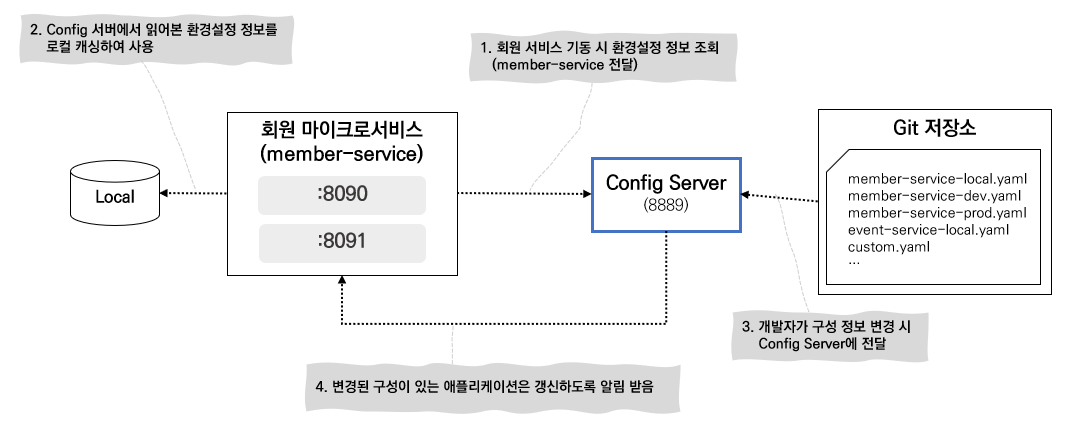 2. Config 서버에서 읽어본 환경설정 정보를
로컬 캐싱하여 사용
1. 회원 서비스 기동 시 환경설정 정보 조회
(member-service 전달)
회원 마이크로서비스
(member-service)
:8090
:8091
Local
Config Server
(8889)
Git 저장소
member-service-local.yaml
member-service-dev.yaml
member-service-prod.yaml
event-service-local.yaml
custom.yaml
...
3. 개발자가 구성 정보 변경 시
Config Server에 전달
4. 변경된 구성이 있는 애플리케이션은 갱신하도록 알림 받음